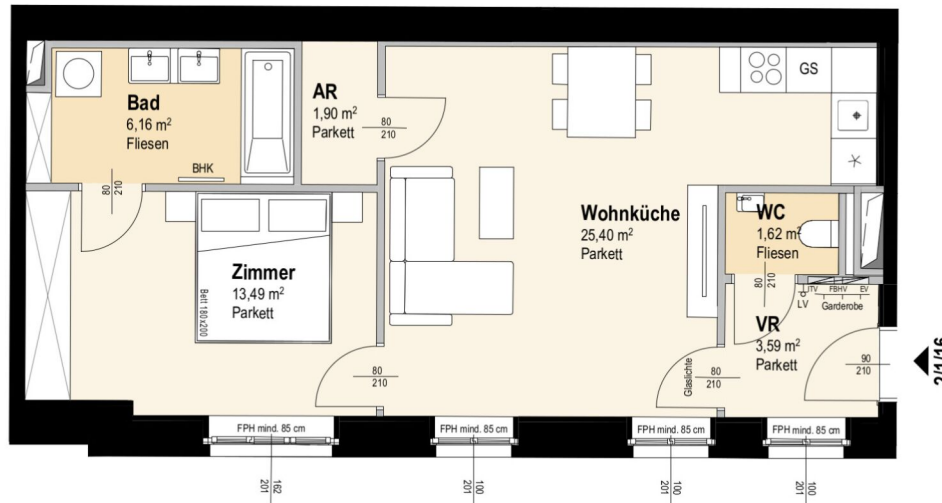 Bad
6,16 m²
Fliesen
BHK
80
210
AR
1,90 m²
Parkett
80
210
GS
Wohnküche
25,40 m²
Parkett
WC
1,62 m²
Fliesen
80
210
LV
ITV
FBHV
EV
Garderobe
VR
3,59 m²
Parkett
90
210
2/1/16
Zimmer
13,49 m²
Parkett
Bett 180x200
80
210
Glaslichte
80
210
FPH mind. 85 cm
FPH mind. 85 cm
FPH mind. 85 cm
FPH mind. 85 cm
162
201
100
201
100
201
100
201